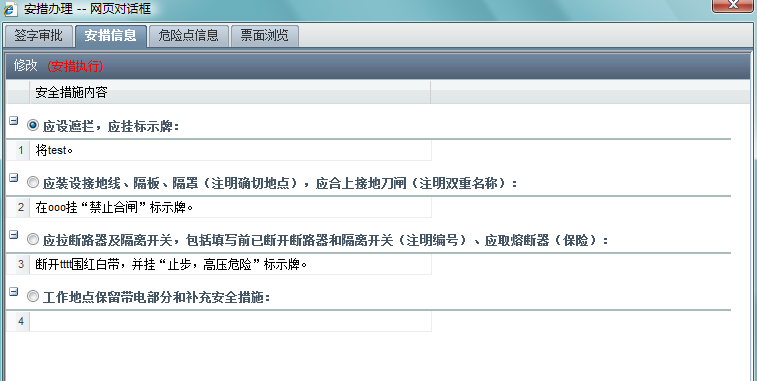 安措办理 -- 网页对话框
签字审批 安措信息 危险点信息 票面浏览
修改 (安措执行)
安全措施内容
应设遮拦，应挂标示牌：
1 将test。
应装设接地线、隔板、隔罩（注明确切地点），应合上接地刀闸（注明双重名称）：
2 在ooo挂“禁止合闸”标示牌。
应拉断路器及隔离开关，包括填写前已断开断路器和隔离开关（注明编号）、应取熔断器（保险）：
3 断开tttt围红白带，并挂“止步，高压危险”标示牌。
工作地点保留带电部分和补充安全措施：
4